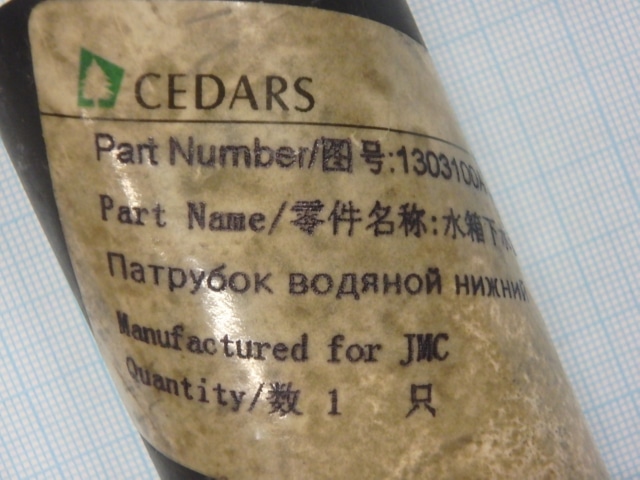 CEDARS
Part Number/图号:1303100
Part Name/零件名称:水箱下
Патрубок водяной нижний
Manufactured for JMC
Quantity/数 1 只